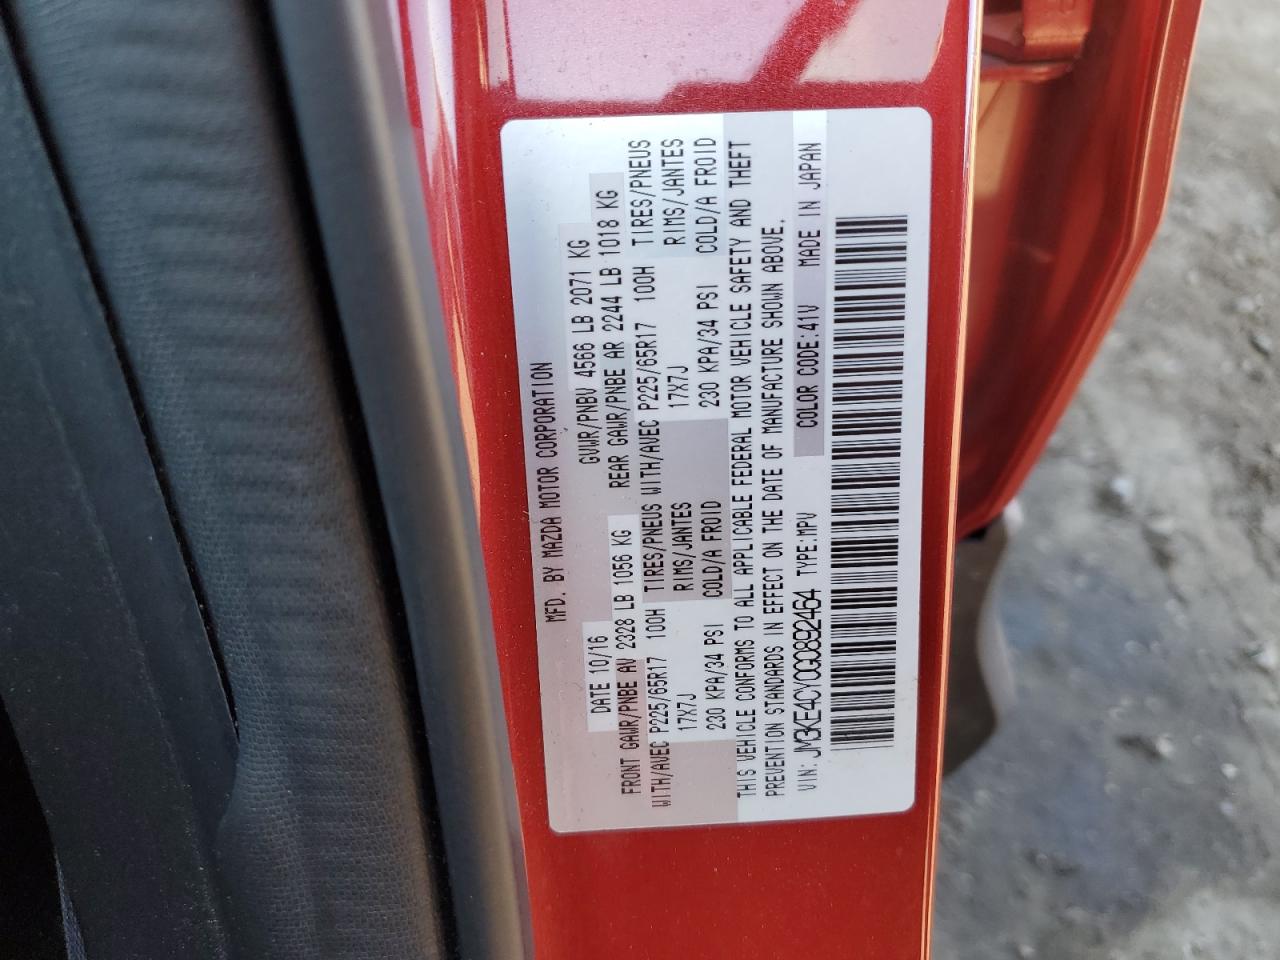 MFD. BY MAZDA MOTOR CORPORATION
DATE 10/16 GVWR/PNBV 4566 LB 2071 KG
FRONT GAWR/PNBE AV 2328 LB 1056 KG REAR GAWR/PNBE AR 2244 LB 1018 KG
WITH/AVEC P225/65R17 100H TIRES/PNEUS WITH/AVEC P225/65R17 100H TIRES/PNEUS
17X7J RIMS/JANTES 17X7J RIMS/JANTES
230 KPA/34 PSI COLD/A FROID 230 KPA/34 PSI COLD/A FROID
THIS VEHICLE CONFORMS TO ALL APPLICABLE FEDERAL MOTOR VEHICLE SAFETY AND THEFT
PREVENTION STANDARDS IN EFFECT ON THE DATE OF MANUFACTURE SHOWN ABOVE.
VIN: JM3KE4CY0G0892464 TYPE:MPV COLOR CODE:41V MADE IN JAPAN